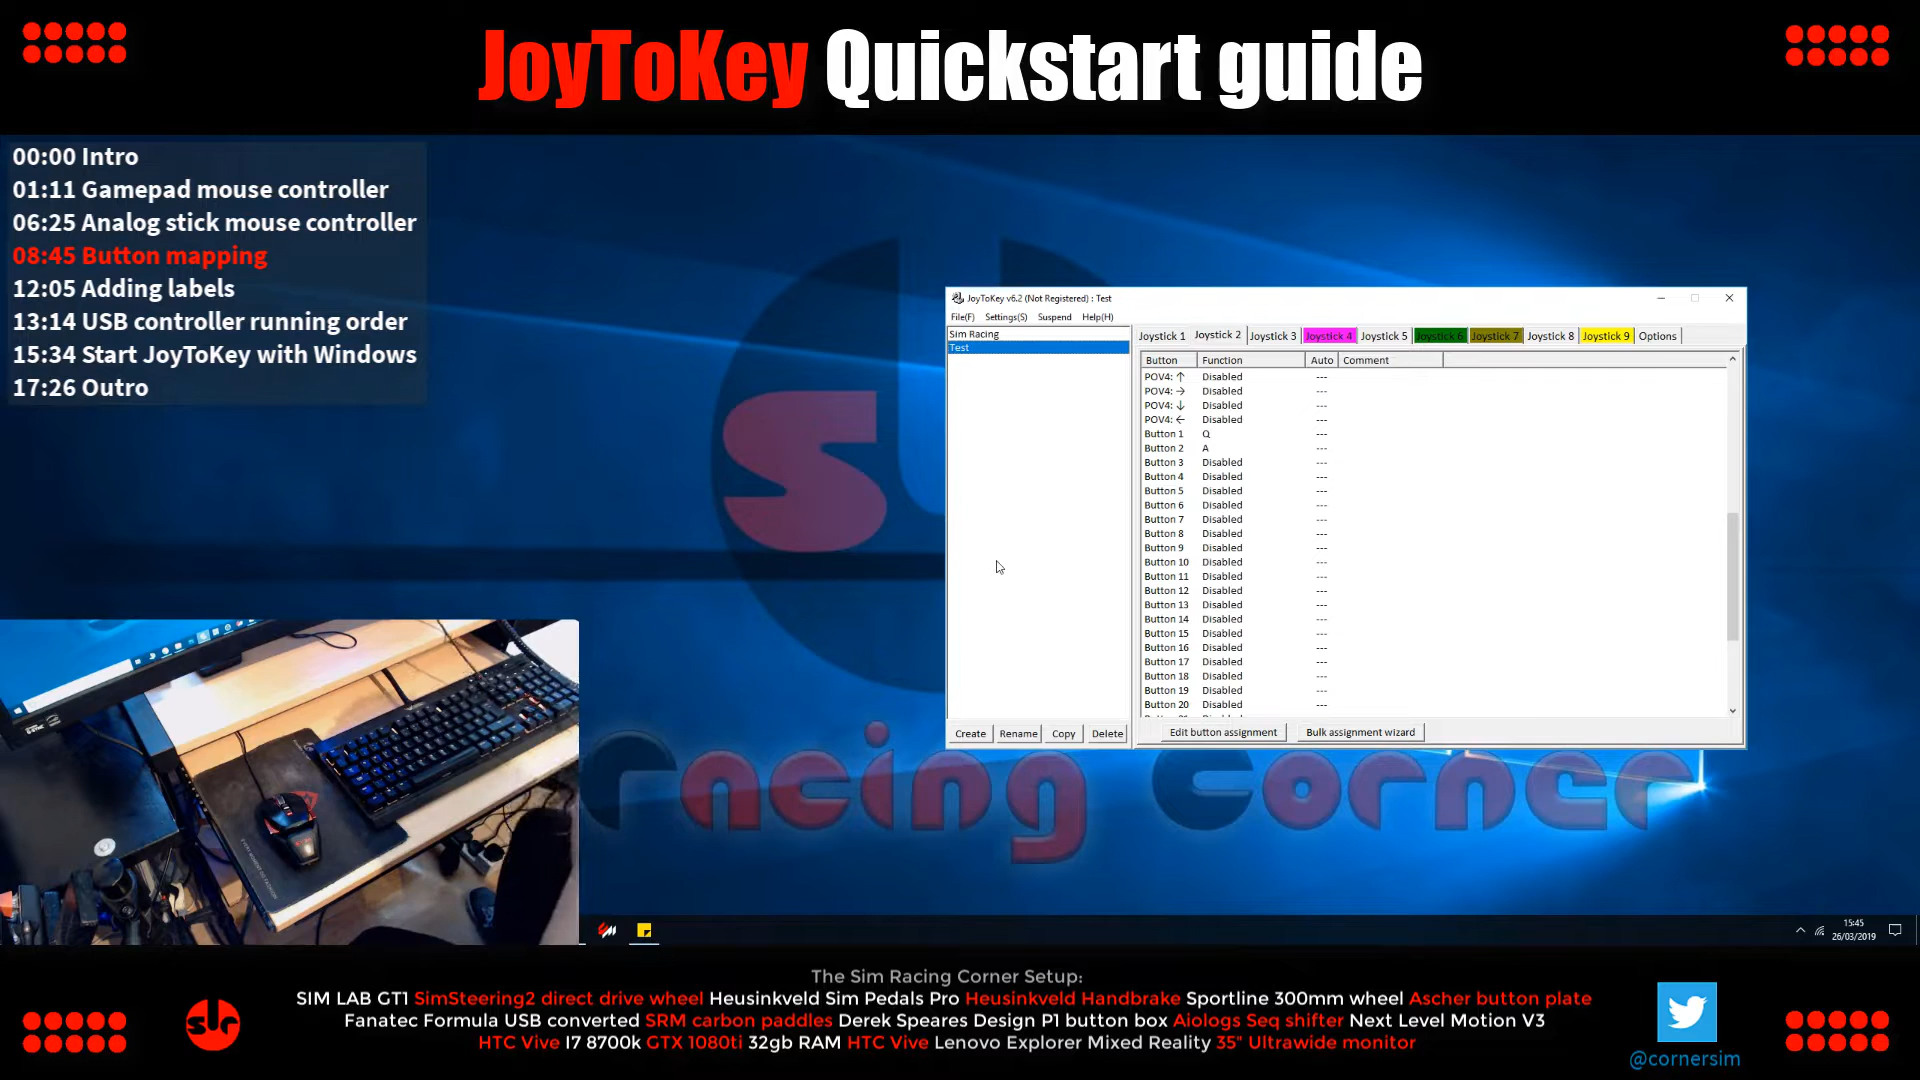 JoyToKey Quickstart guide
00:00 Intro
01:11 Gamepad mouse controller
06:25 Analog stick mouse controller
08:45 Button mapping
12:05 Adding labels
13:14 USB controller running order
15:34 Start JoyToKey with Windows
17:26 Outro
JoyToKey v6.2 (Not Registered) : Test
File(F) Settings(S) Suspend Help(H)
Sim Racing
Test
Joystick 1 Joystick 2 Joystick 3 Joystick 4 Joystick 5 Joystick 6 Joystick 7 Joystick 8 Joystick 9 Options
Button Function Auto Comment
POV4: ↑ Disabled ---
POV4: → Disabled ---
POV4: ↓ Disabled ---
POV4: ← Disabled ---
Button 1 Q ---
Button 2 A ---
Button 3 Disabled ---
Button 4 Disabled ---
Button 5 Disabled ---
Button 6 Disabled ---
Button 7 Disabled ---
Button 8 Disabled ---
Button 9 Disabled ---
Button 10 Disabled ---
Button 11 Disabled ---
Button 12 Disabled ---
Button 13 Disabled ---
Button 14 Disabled ---
Button 15 Disabled ---
Button 16 Disabled ---
Button 17 Disabled ---
Button 18 Disabled ---
Button 19 Disabled ---
Button 20 Disabled ---
Create Rename Copy Delete
Edit button assignment Bulk assignment wizard
racing corner
15:45
26/03/2019
The Sim Racing Corner Setup:
SIM LAB GT1 SimSteering2 direct drive wheel Heusinkveld Sim Pedals Pro Heusinkveld Handbrake Sportline 300mm wheel Ascher button plate
Fanatec Formula USB converted SRM carbon paddles Derek Speares Design P1 button box Aiologs Seq shifter Next Level Motion V3
HTC Vive I7 8700k GTX 1080ti 32gb RAM HTC Vive Lenovo Explorer Mixed Reality 35" Ultrawide monitor
@cornersim